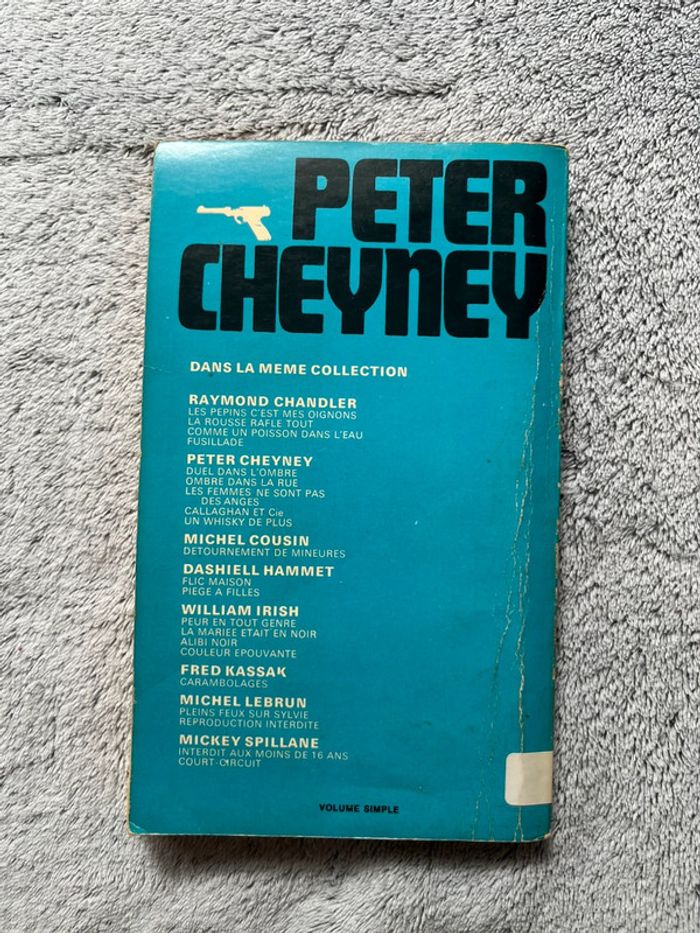 PETER
CHEYNEY
DANS LA MEME COLLECTION
RAYMOND CHANDLER
LES PEPINS C'EST MES OIGNONS
LA ROUSSE RAFLE TOUT
COMME UN POISSON DANS L'EAU
FUSILLADE
PETER CHEYNEY
DUEL DANS L'OMBRE
OMBRE DANS LA RUE
LES FEMMES NE SONT PAS
DES ANGES
CALLAGHAN ET Cie
UN WHISKY DE PLUS
MICHEL COUSIN
DETOURNEMENT DE MINEURES
DASHIELL HAMMET
FLIC MAISON
PIEGE A FILLES
WILLIAM IRISH
PEUR EN TOUT GENRE
LA MARIEE ETAIT EN NOIR
ALIBI NOIR
COULEUR EPOUVANTE
FRED KASSAK
CARAMBOLAGES
MICHEL LEBRUN
PLEINS FEUX SUR SYLVIE
REPRODUCTION INTERDITE
MICKEY SPILLANE
INTERDIT AUX MOINS DE 16 ANS
COURT-CIRCUIT
VOLUME SIMPLE